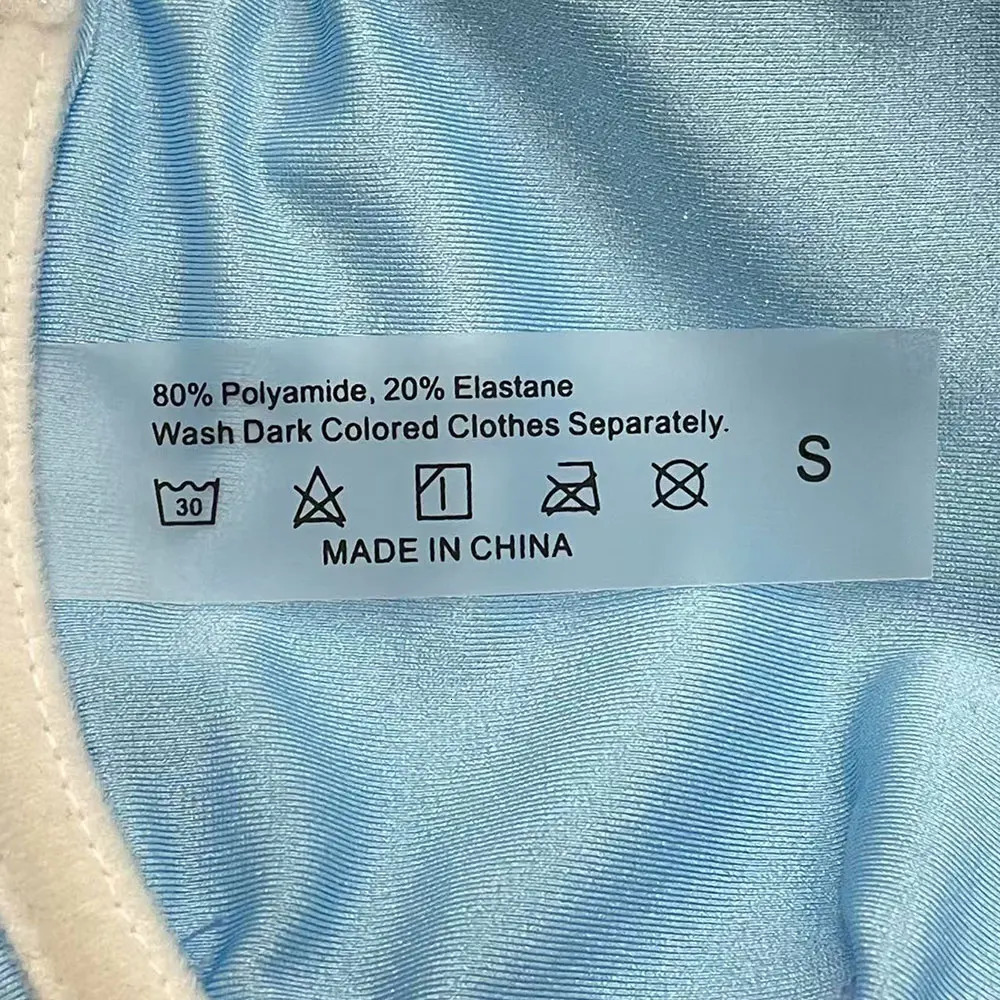 80% Polyamide, 20% Elastane
Wash Dark Colored Clothes Separately.
30
S
MADE IN CHINA